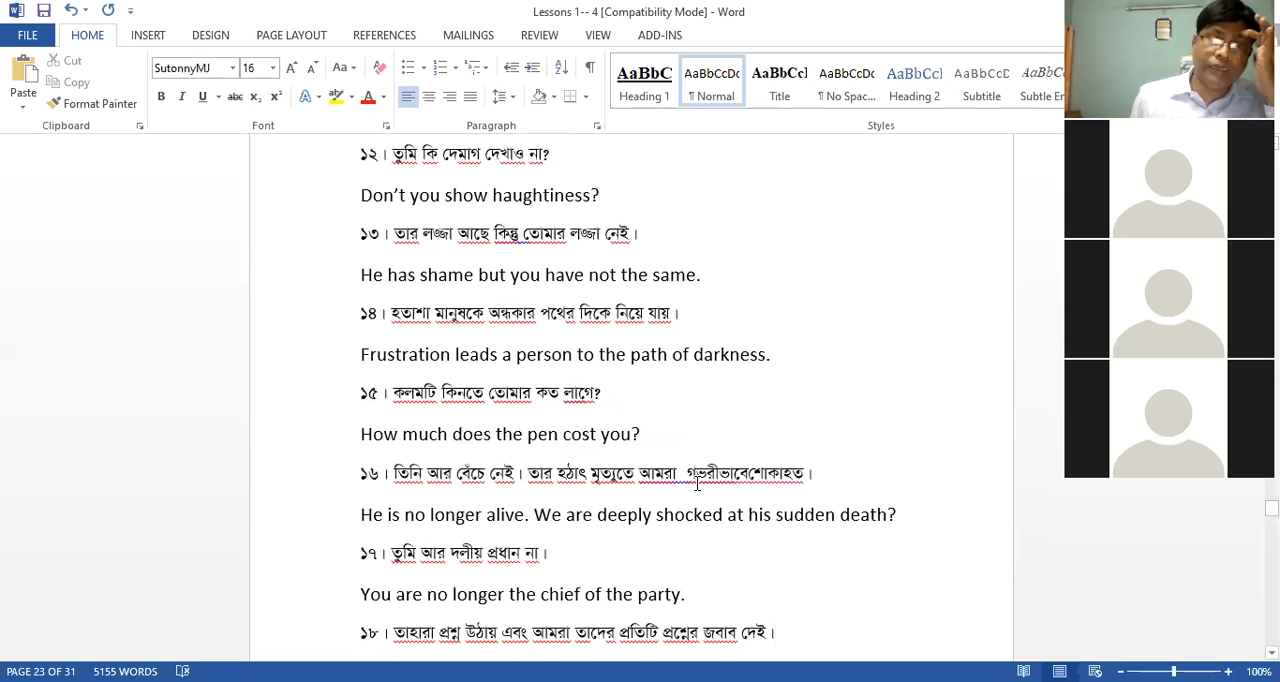 Lessons 1-- 4 [Compatibility Mode] - Word
FILE HOME INSERT DESIGN PAGE LAYOUT REFERENCES MAILINGS REVIEW VIEW ADD-INS
Cut
Copy
Format Painter
Paste
SutonnyMJ 16
AaBbC AaBbCcDc AaBbCc] AaBbCcDc AaBbCcI AaBbCcD AaBbCcI
Heading 1 ¶ Normal Title ¶ No Spac... Heading 2 Subtitle Subtle Em
Clipboard Font Paragraph Styles
১২। তুমি কি দেমাগ দেখাও না?
Don’t you show haughtiness?
১৩। তার লজ্জা আছে কিন্তু তোমার লজ্জা নেই।
He has shame but you have not the same.
১৪। হতাশা মানুষকে অন্ধকার পথের দিকে নিয়ে যায়।
Frustration leads a person to the path of darkness.
১৫। কলমটি কিনতে তোমার কত লাগে?
How much does the pen cost you?
১৬। তিনি আর বেঁচে নেই। তার হঠাৎ মৃত্যুতে আমরা গভরীভাবেশোকাহত।
He is no longer alive. We are deeply shocked at his sudden death?
১৭। তুমি আর দলীয় প্রধান না।
You are no longer the chief of the party.
১৮। তাহারা প্রশ্ন উঠায় এবং আমরা তাদের প্রতিটি প্রশ্নের জবাব দেই।
PAGE 23 OF 31 5155 WORDS 100%